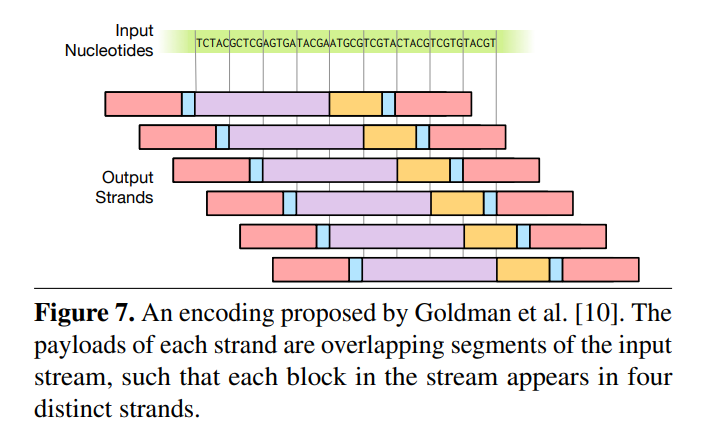 Input
Nucleotides
TCTACGCTCGAGTGATACGAATGCGTCGTACTACGTCGTGTACGT
Output
Strands
Figure 7. An encoding proposed by Goldman et al. [10]. The
payloads of each strand are overlapping segments of the input
stream, such that each block in the stream appears in four
distinct strands.